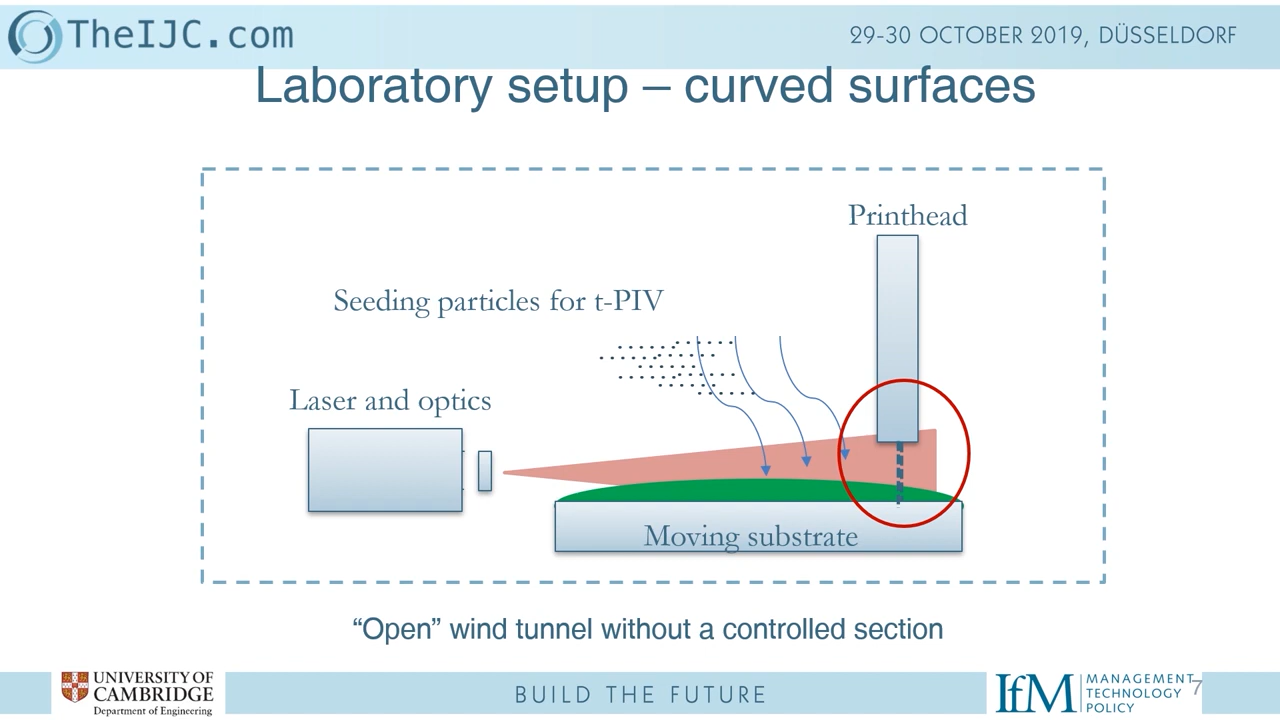 TheIJC.com
29-30 OCTOBER 2019, DÜSSELDORF
Laboratory setup – curved surfaces
Printhead
Seeding particles for t-PIV
Laser and optics
Moving substrate
“Open” wind tunnel without a controlled section
UNIVERSITY OF
CAMBRIDGE
Department of Engineering
BUILD THE FUTURE
IfM
MANAGEMENT
TECHNOLOGY
POLICY
7